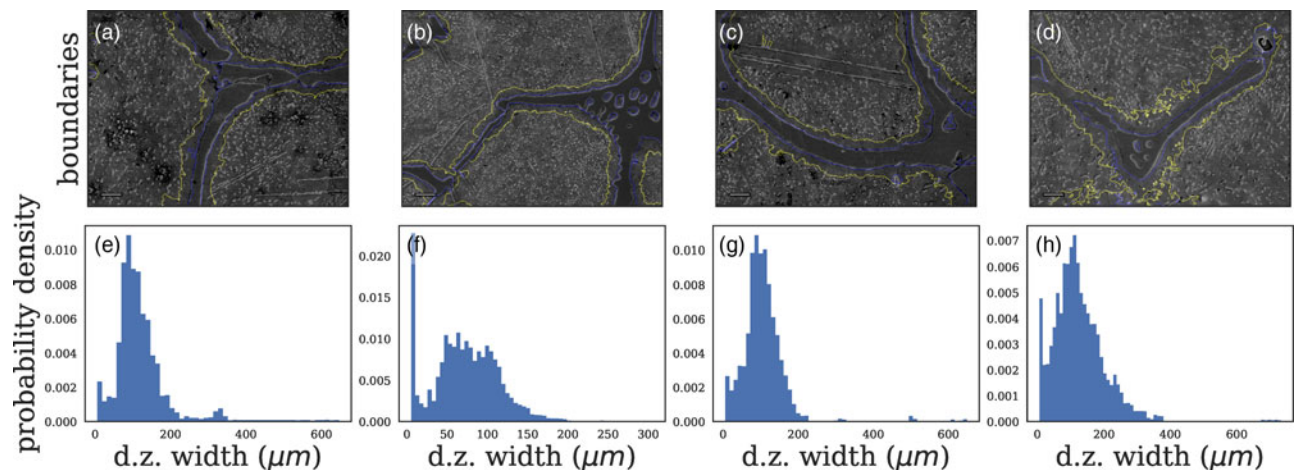 boundaries
(a) (b) (c) (d)
probability density
(e) (f) (g) (h)
0.010 0.008 0.006 0.004 0.002 0.000
0.020 0.015 0.010 0.005 0.000
0.010 0.008 0.006 0.004 0.002 0.000
0.007 0.006 0.005 0.004 0.003 0.002 0.001 0.000
0 200 400 600
0 50 100 150 200 250 300
0 200 400 600
0 200 400 600
d.z. width (μm) d.z. width (μm) d.z. width (μm) d.z. width (μm)